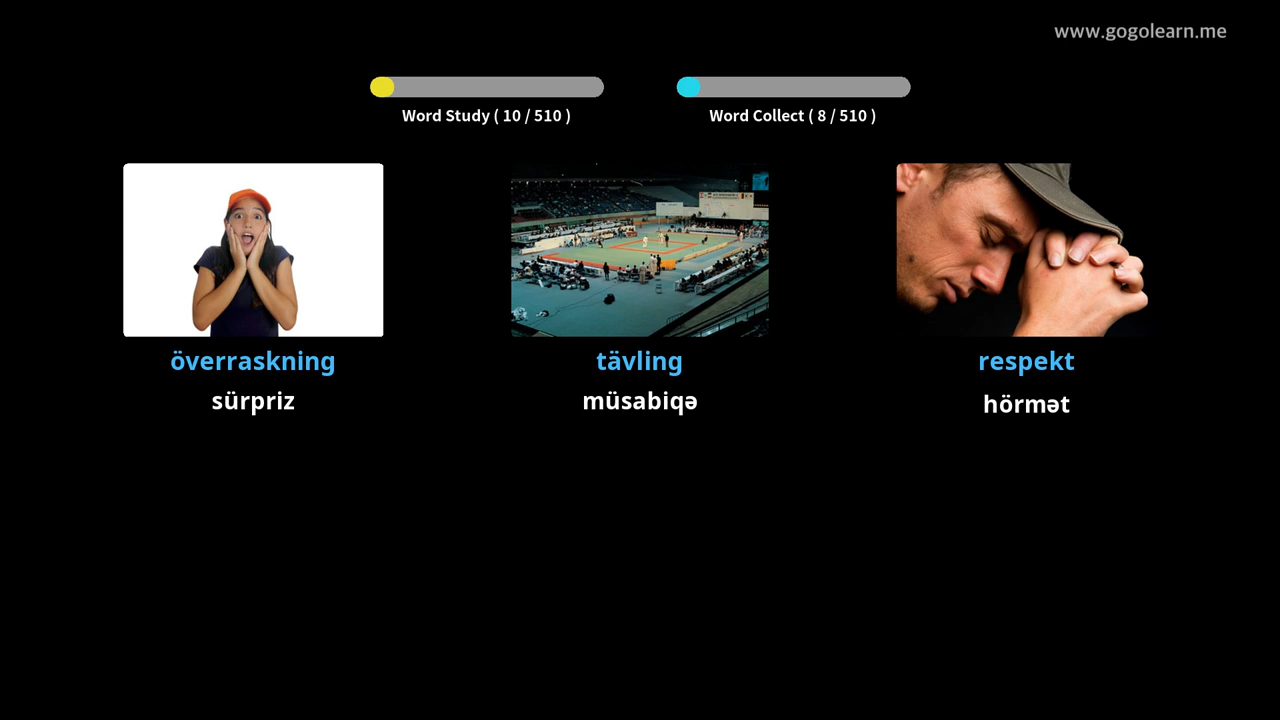 www.gogolearn.me
Word Study ( 10 / 510 )
Word Collect ( 8 / 510 )
överraskning
tävling
respekt
sürpriz
müsabiqə
hörmət